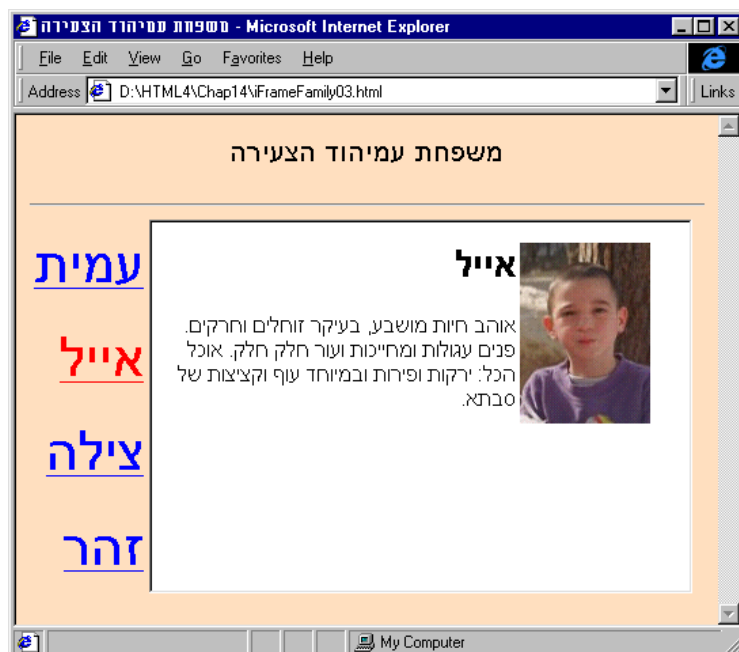 משפחת עמיהוד הצעירה - Microsoft Internet Explorer
File Edit View Go Favorites Help
Address D:\HTML4\Chap14\iFrameFamily03.html Links
משפחת עמיהוד הצעירה
עמית
אייל
צילה
זהר
אייל
אוהב חיות מושבע, בעיקר זוחלים וחרקים.
פנים עגולות ומחייכות ועור חלק חלק. אוכל
הכל: ירקות ופירות ובמיוחד עוף וקציצות של
סבתא.
My Computer